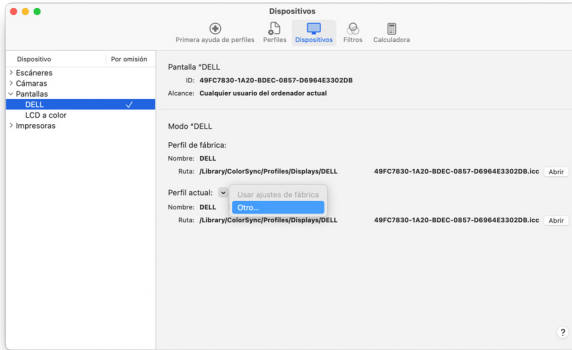 Dispositivos
Primera ayuda de perfiles Perfiles Dispositivos Filtros Calculadora
Dispositivo Por omisión
Escáneres
Cámaras
Pantallas
DELL
LCD a color
Impresoras
Pantalla "DELL
ID: 49FC7830-1A20-BDEC-0857-D6964E3302DB
Alcance: Cualquier usuario del ordenador actual
Modo "DELL
Perfil de fábrica:
Nombre: DELL
Ruta: /Library/ColorSync/Profiles/Displays/DELL 49FC7830-1A20-BDEC-0857-D6964E3302DB.icc Abrir
Perfil actual: Usar ajustes de fábrica
Otro...
Nombre: DELL
Ruta: /Library/ColorSync/Profiles/Displays/DELL 49FC7830-1A20-BDEC-0857-D6964E3302DB.icc Abrir
?